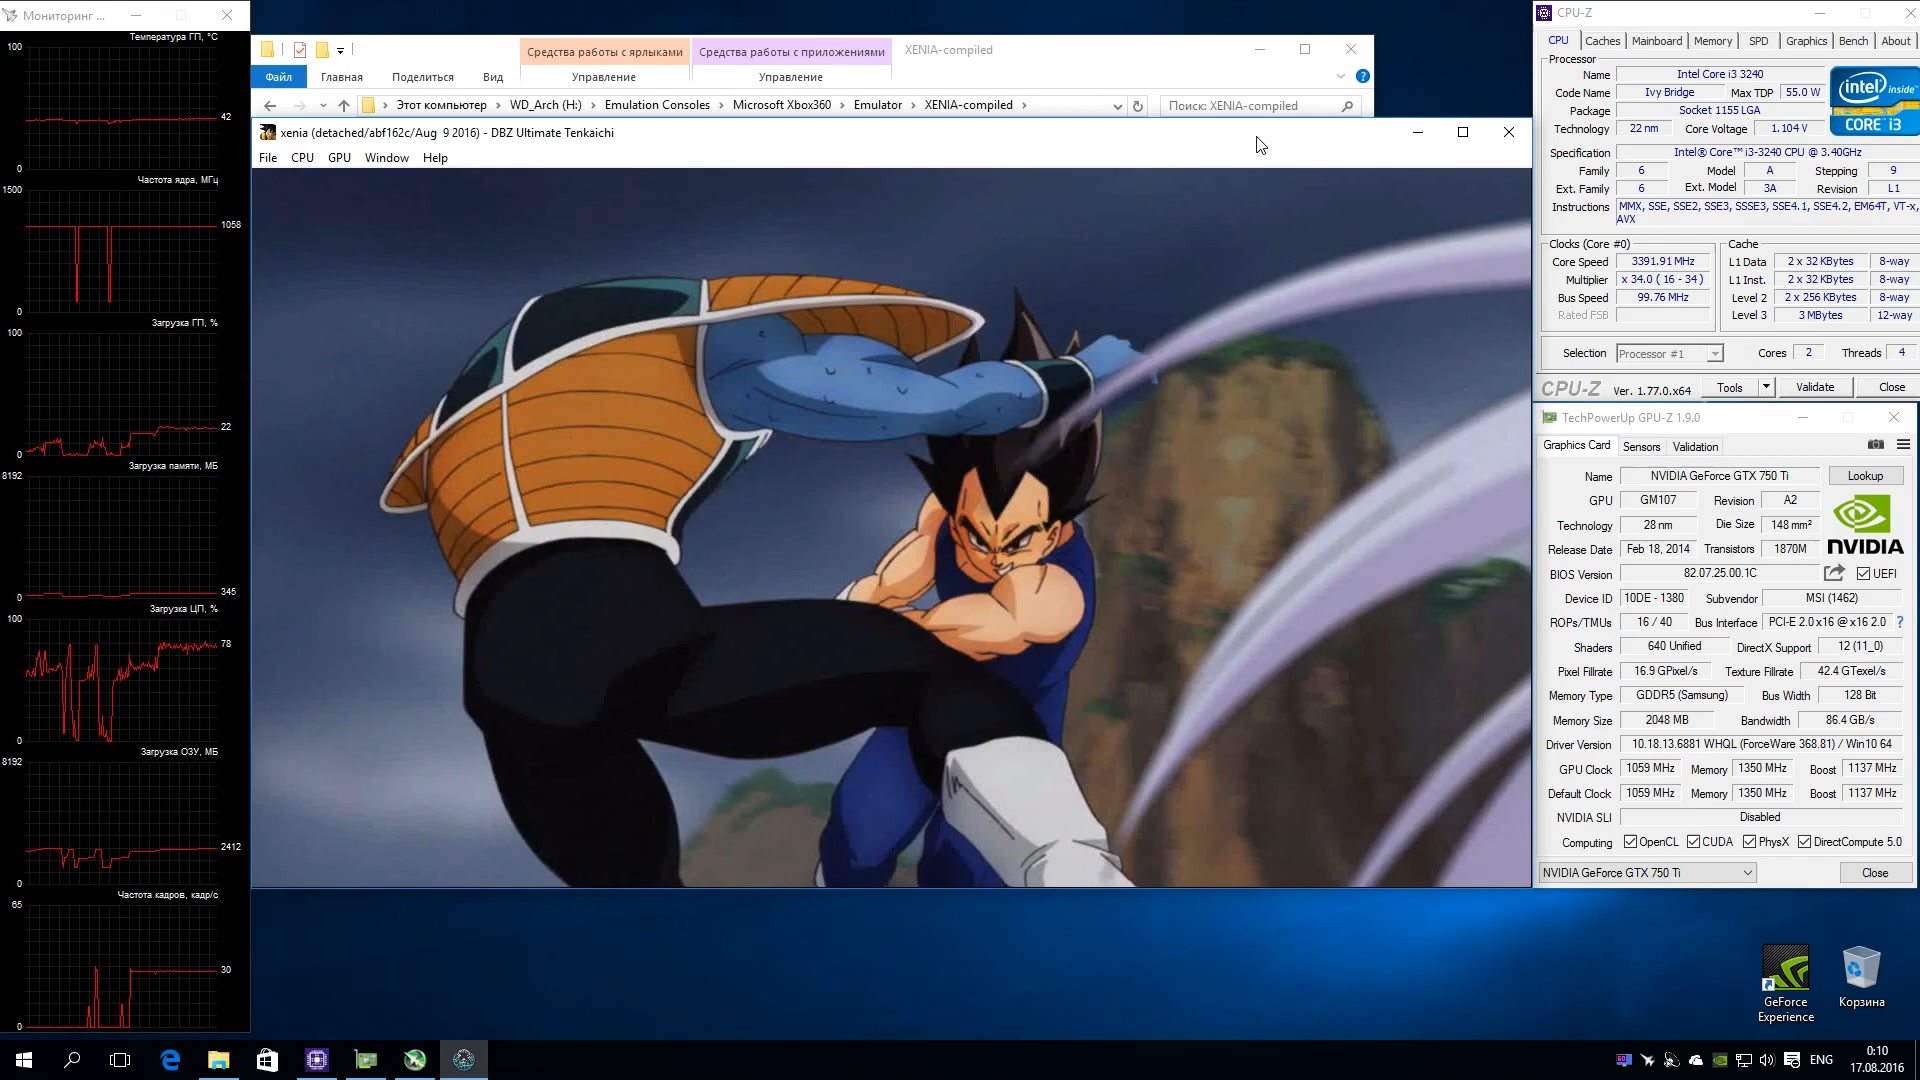 Мониторинг ...
Температура ГП, °C
100
42
0
Частота ядра, МГц
1500
1058
0
Загрузка ГП, %
100
22
0
Загрузка памяти, МБ
8192
345
0
Загрузка ЦП, %
100
78
0
Загрузка ОЗУ, МБ
8192
2412
0
Частота кадров, кадр/с
65
30
0
Средства работы с ярлыками
Средства работы с приложениями
XENIA-compiled
Файл
Главная
Поделиться
Вид
Управление
Управление
Этот компьютер > WD_Arch (H:) > Emulation Consoles > Microsoft Xbox360 > Emulator > XENIA-compiled >
Поиск: XENIA-compiled
xenia (detached/abf162c/Aug  9 2016) - DBZ Ultimate Tenkaichi
File CPU GPU Window Help
CPU-Z
CPU Caches Mainboard Memory SPD Graphics Bench About
Processor
Name Intel Core i3 3240
Code Name Ivy Bridge Max TDP 55.0 W
Package Socket 1155 LGA
Technology 22 nm Core Voltage 1.104 V
intel inside™
CORE i3
Specification Intel® Core™ i3-3240 CPU @ 3.40GHz
Family 6 Model A Stepping 9
Ext. Family 6 Ext. Model 3A Revision L1
Instructions MMX, SSE, SSE2, SSE3, SSSE3, SSE4.1, SSE4.2, EM64T, VT-x,
AVX
Clocks (Core #0)
Core Speed 3391.91 MHz
Multiplier x 34.0 ( 16 - 34 )
Bus Speed 99.76 MHz
Rated FSB
Cache
L1 Data 2 x 32 KBytes 8-way
L1 Inst. 2 x 32 KBytes 8-way
Level 2 2 x 256 KBytes 8-way
Level 3 3 MBytes 12-way
Selection Processor #1 Cores 2 Threads 4
CPU-Z Ver. 1.77.0.x64 Tools Validate Close
TechPowerUp GPU-Z 1.9.0
Graphics Card Sensors Validation
Name NVIDIA GeForce GTX 750 Ti Lookup
GPU GM107 Revision A2
Technology 28 nm Die Size 148 mm²
Release Date Feb 18, 2014 Transistors 1870M
NVIDIA
BIOS Version 82.07.25.00.1C UEFI
Device ID 10DE - 1380 Subvendor MSI (1462)
ROPs/TMUs 16 / 40 Bus Interface PCI-E 2.0 x16 @ x16 2.0 ?
Shaders 640 Unified DirectX Support 12 (11_0)
Pixel Fillrate 16.9 GPixel/s Texture Fillrate 42.4 GTexel/s
Memory Type GDDR5 (Samsung) Bus Width 128 Bit
Memory Size 2048 MB Bandwidth 86.4 GB/s
Driver Version 10.18.13.6881 WHQL (ForceWare 368.81) / Win10 64
GPU Clock 1059 MHz Memory 1350 MHz Boost 1137 MHz
Default Clock 1059 MHz Memory 1350 MHz Boost 1137 MHz
NVIDIA SLI Disabled
Computing OpenCL CUDA PhysX DirectCompute 5.0
NVIDIA GeForce GTX 750 Ti Close
GeForce
Experience
Корзина
ENG
0:10
17.08.2016